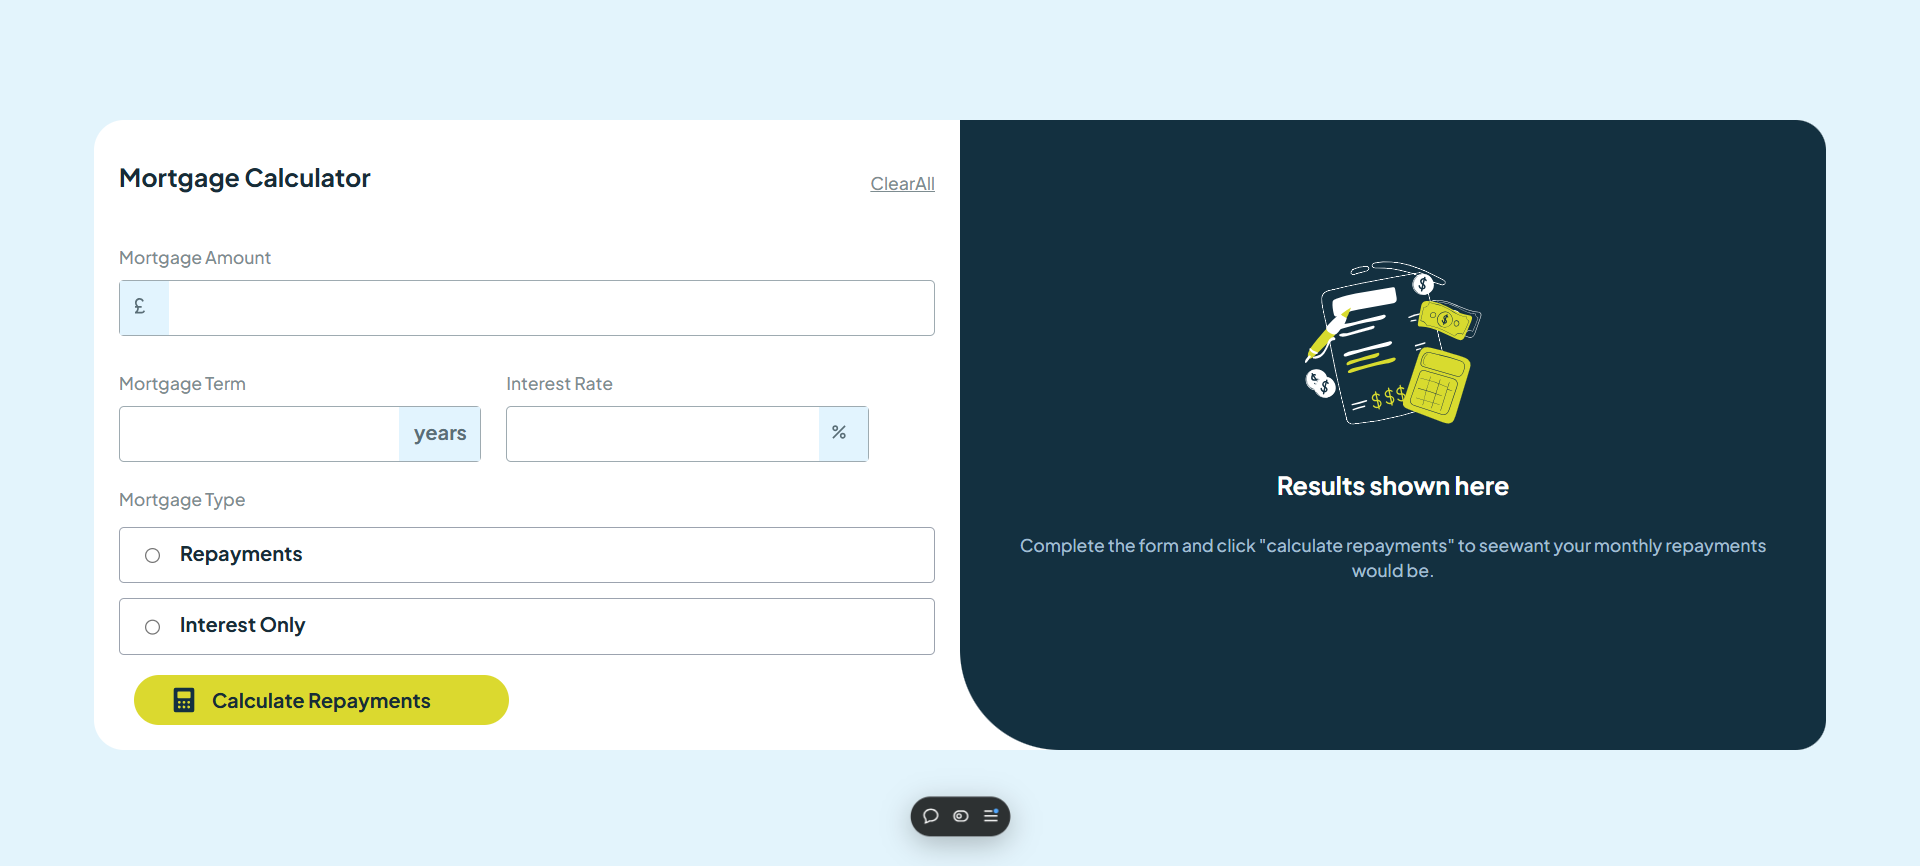 Mortgage Calculator
ClearAll
Mortgage Amount
£
Mortgage Term
Interest Rate
years
%
Mortgage Type
Repayments
Interest Only
Calculate Repayments
$
$
$
$
$$$
Results shown here
Complete the form and click "calculate repayments" to seewant your monthly repayments
would be.